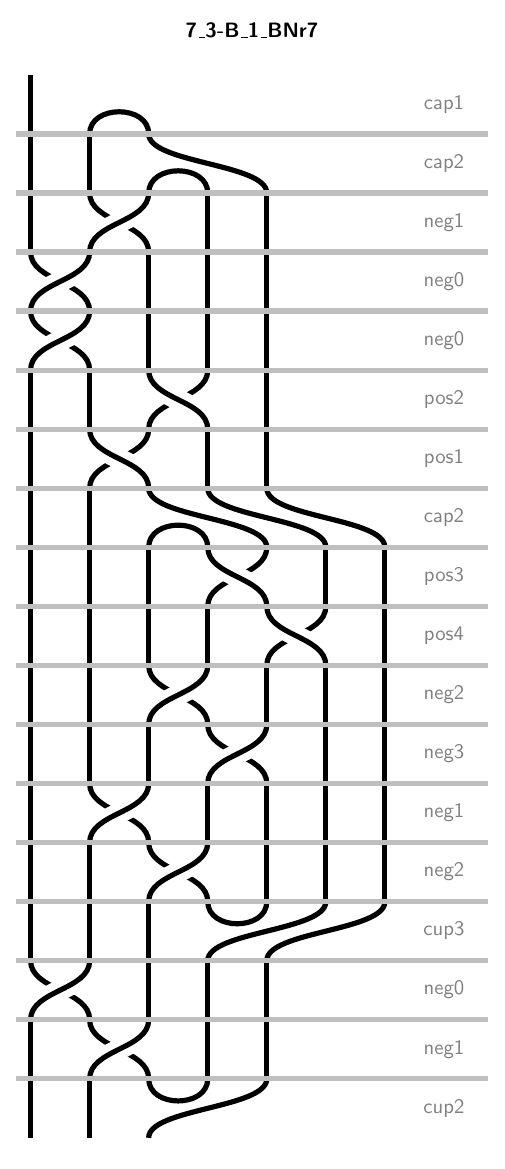 7_3-B_1_BNr7
cap1
cap2
neg1
neg0
neg0
pos2
pos1
cap2
pos3
pos4
neg2
neg3
neg1
neg2
cup3
neg0
neg1
cup2